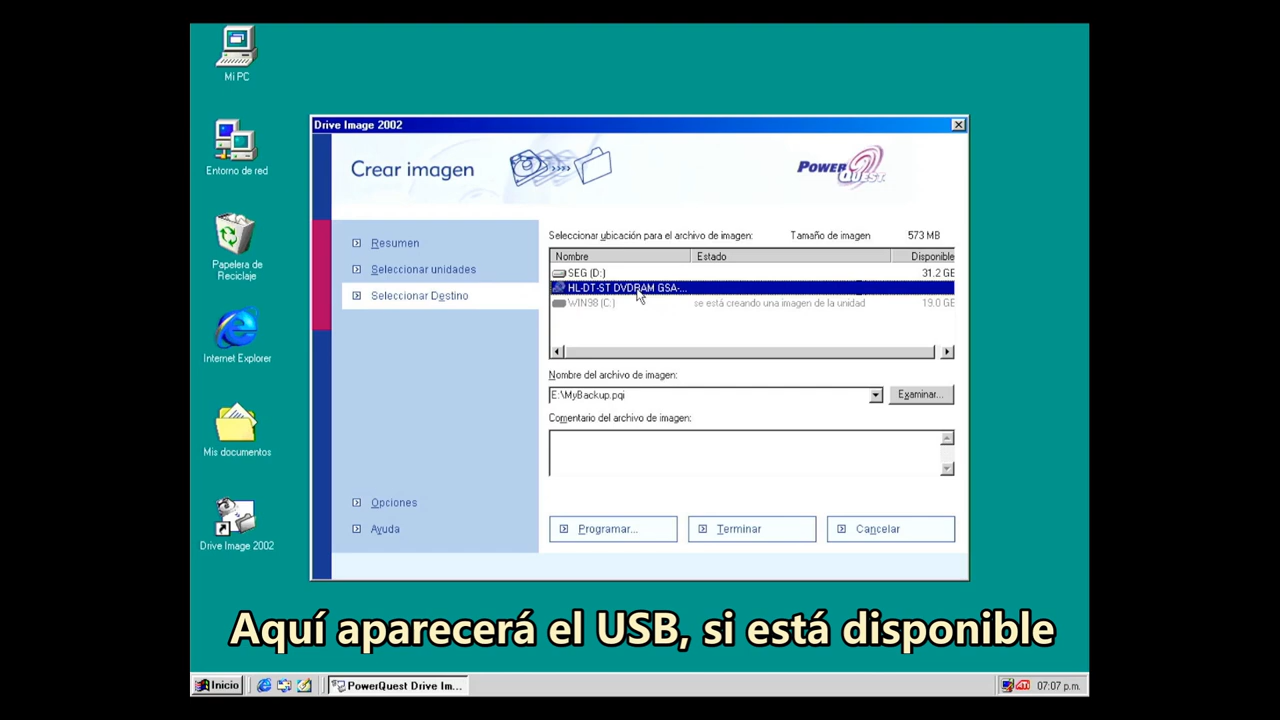 Mi PC
Entorno de red
Papelera de
Reciclaje
Internet Explorer
Mis documentos
Drive Image 2002
Drive Image 2002
Crear imagen
POWERQUEST
Resumen
Seleccionar unidades
Seleccionar Destino
Opciones
Ayuda
Seleccionar ubicación para el archivo de imagen: Tamaño de imagen 573 MB
Nombre Estado Disponible
SEG (D:) 31.2 GE
HL-DT-ST DVDRAM GSA-...
WIN98 (C:) se está creando una imagen de la unidad 19.0 GE
Nombre del archivo de imagen:
E:\MyBackup.pqi Examinar...
Comentario del archivo de imagen:
Programar... Terminar Cancelar
Aquí aparecerá el USB, si está disponible
Inicio PowerQuest Drive Im... ATI 07:07 p.m.